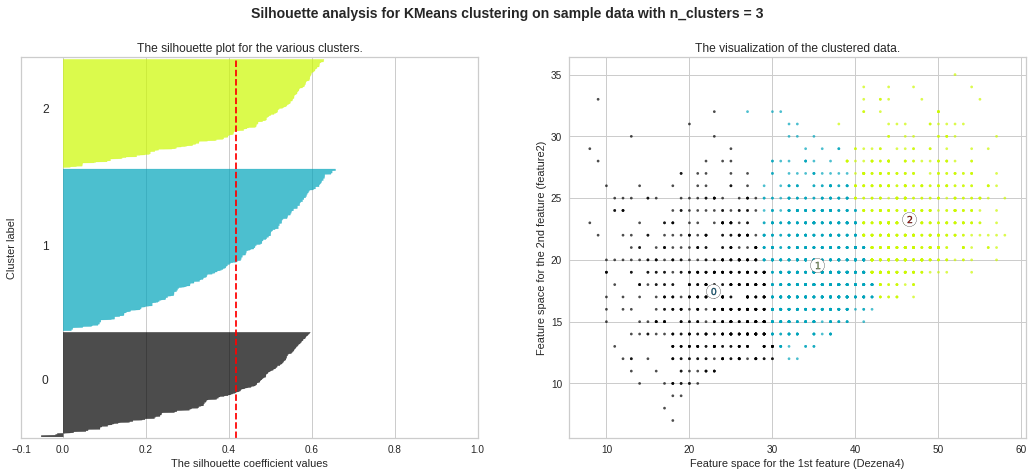 Silhouette analysis for KMeans clustering on sample data with n_clusters = 3
The silhouette plot for the various clusters.
Cluster label
2
1
0
−0.1 0.0 0.2 0.4 0.6 0.8 1.0
The silhouette coefficient values
The visualization of the clustered data.
Feature space for the 2nd feature (feature2)
35
30
25
20
15
10
2
1
0
10 20 30 40 50 60
Feature space for the 1st feature (Dezena4)